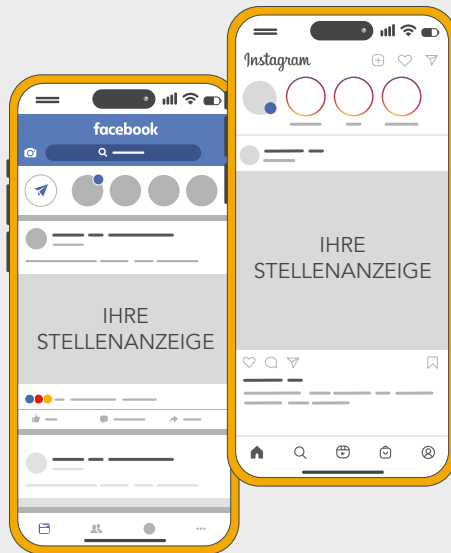 facebook
IHRE
STELLENANZEIGE
Instagram
IHRE
STELLENANZEIGE